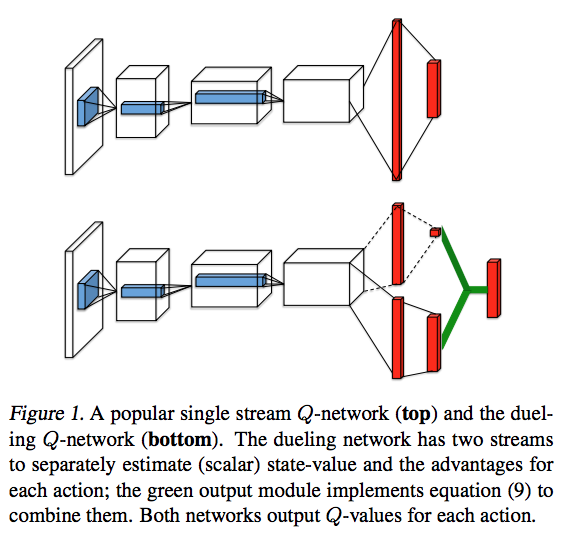 Figure 1. A popular single stream Q-network (top) and the duel-
ing Q-network (bottom). The dueling network has two streams
to separately estimate (scalar) state-value and the advantages for
each action; the green output module implements equation (9) to
combine them. Both networks output Q-values for each action.